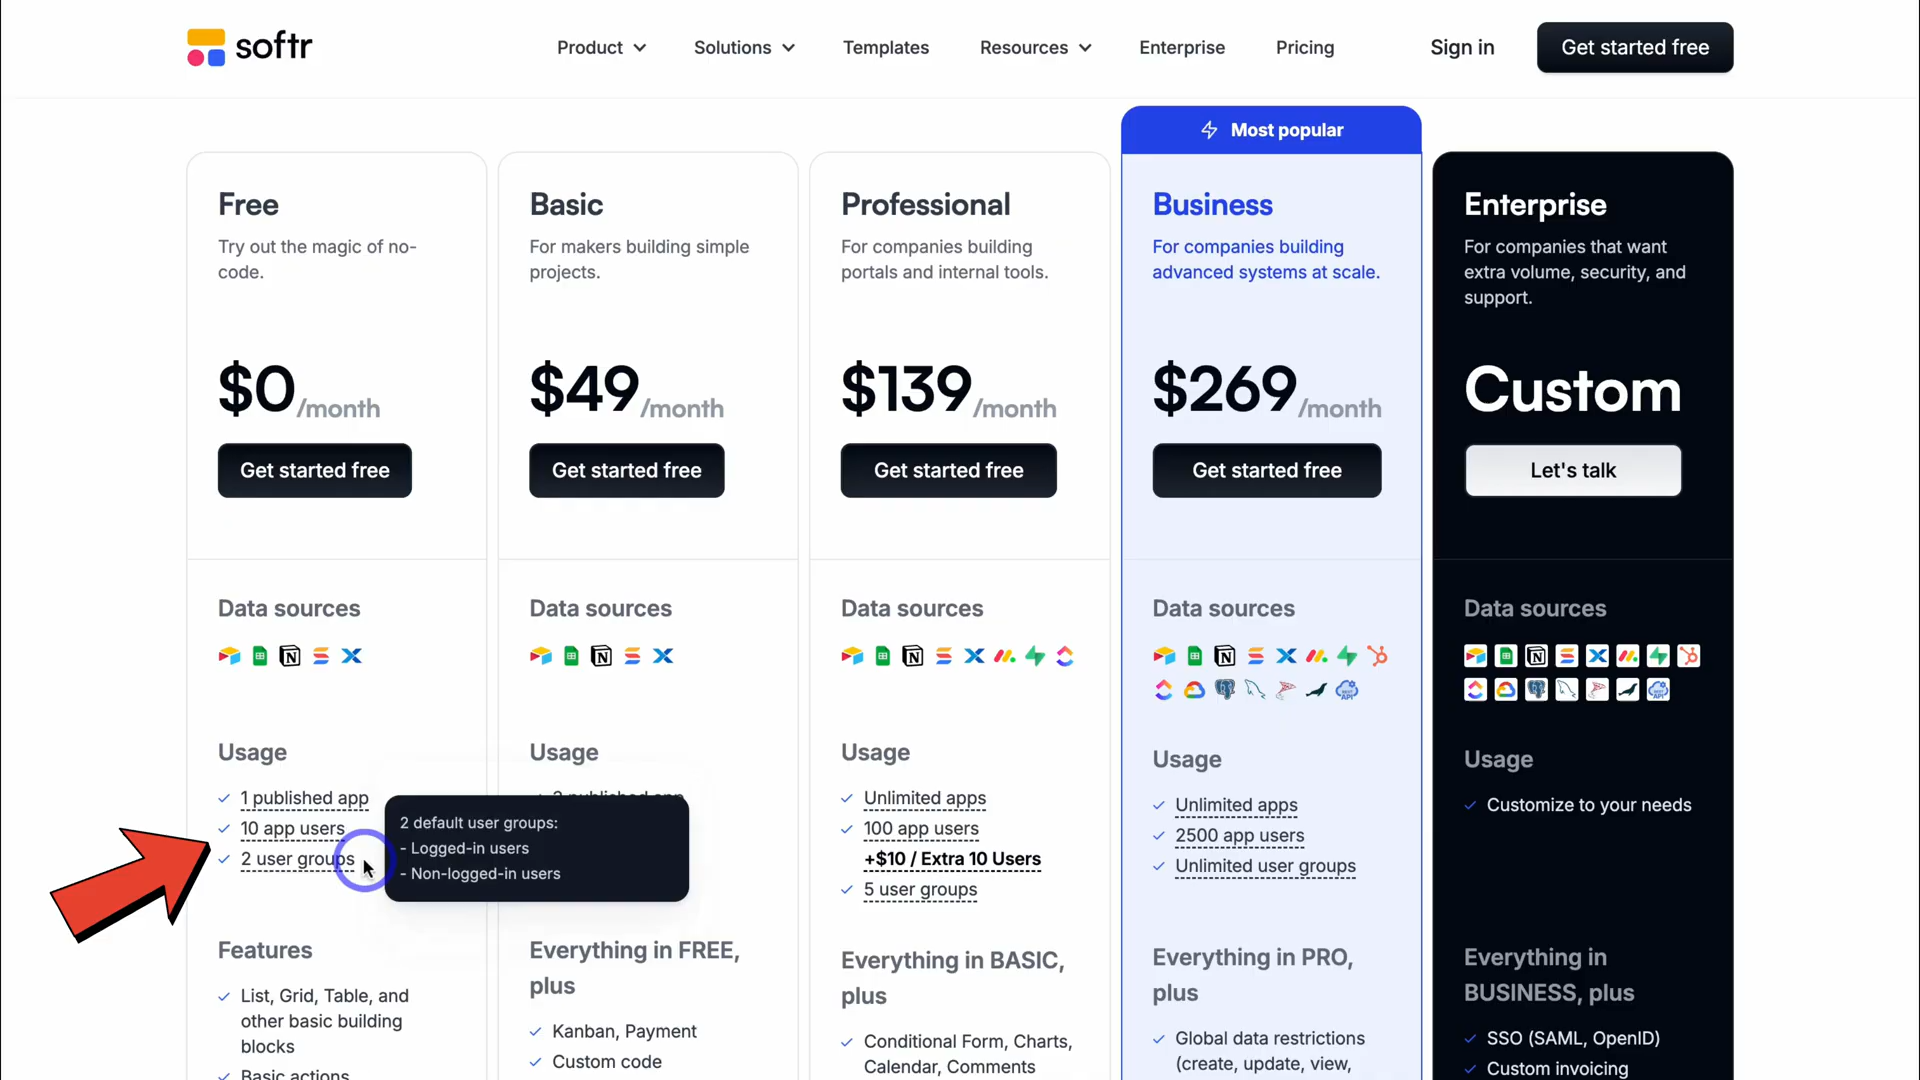 softr
Product
Solutions
Templates
Resources
Enterprise
Pricing
Sign in
Get started free
Most popular
Free
Try out the magic of no-
code.
$0/month
Get started free
Data sources
Usage
1 published app
10 app users
2 user groups
2 default user groups:
- Logged-in users
- Non-logged-in users
Features
List, Grid, Table, and
other basic building
blocks
Basic actions
Basic
For makers building simple
projects.
$49/month
Get started free
Data sources
Usage
published app
Everything in FREE,
plus
Kanban, Payment
Custom code
Professional
For companies building
portals and internal tools.
$139/month
Get started free
Data sources
Usage
Unlimited apps
100 app users
+$10 / Extra 10 Users
5 user groups
Everything in BASIC,
plus
Conditional Form, Charts,
Calendar, Comments
Business
For companies building
advanced systems at scale.
$269/month
Get started free
Data sources
REST API
Usage
Unlimited apps
2500 app users
Unlimited user groups
Everything in PRO,
plus
Global data restrictions
(create, update, view,
Enterprise
For companies that want
extra volume, security, and
support.
Custom
Let's talk
Data sources
REST API
Usage
Customize to your needs
Everything in
BUSINESS, plus
SSO (SAML, OpenID)
Custom invoicing